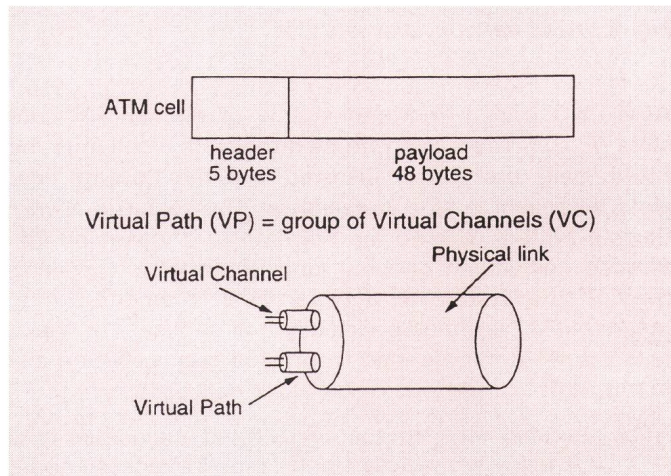 ATM cell
header
5 bytes
payload
48 bytes
Virtual Path (VP) = group of Virtual Channels (VC)
Virtual Channel
Physical link
Virtual Path